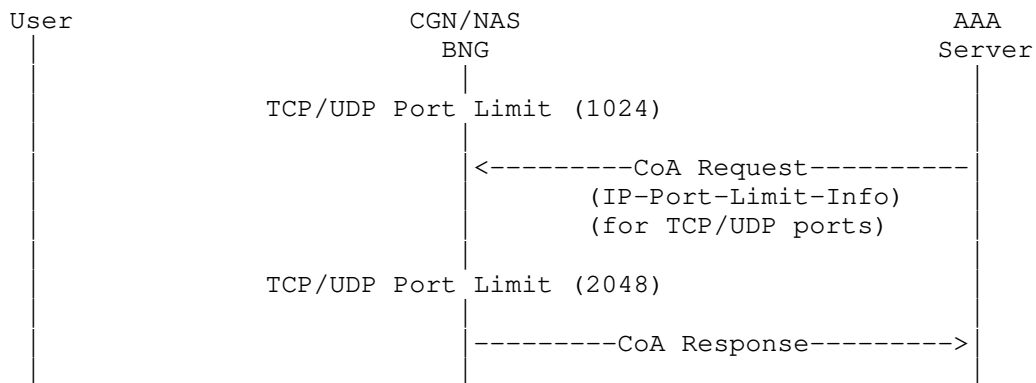 User CGN/NAS AAA
BNG Server
TCP/UDP Port Limit (1024)
<---------CoA Request----------
(IP-Port-Limit-Info)
(for TCP/UDP ports)
TCP/UDP Port Limit (2048)
---------CoA Response--------->